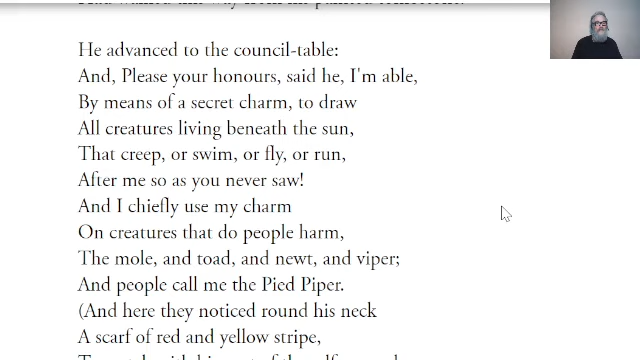 He advanced to the council-table:
And, Please your honours, said he, I'm able,
By means of a secret charm, to draw
All creatures living beneath the sun,
That creep, or swim, or fly, or run,
After me so as you never saw!
And I chiefly use my charm
On creatures that do people harm,
The mole, and toad, and newt, and viper;
And people call me the Pied Piper.
(And here they noticed round his neck
A scarf of red and yellow stripe,